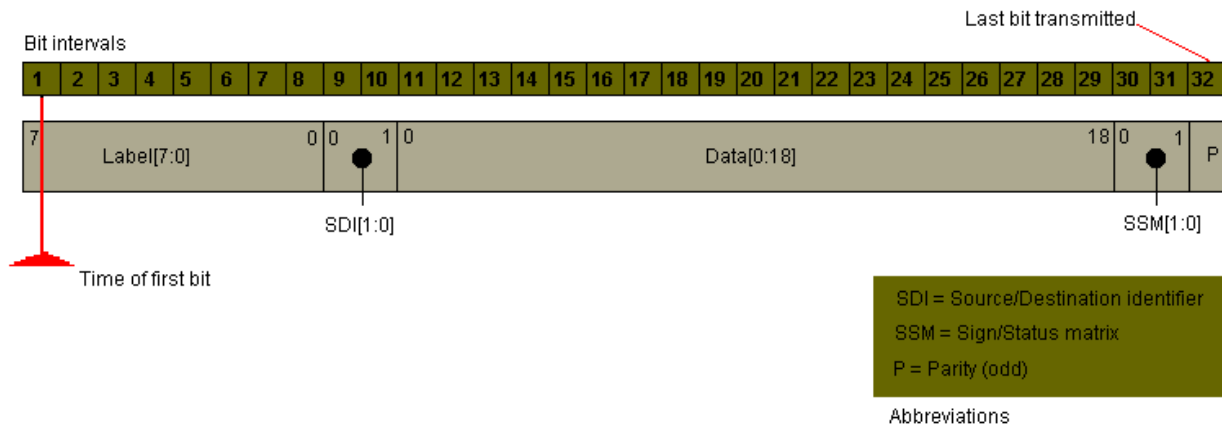 Last bit transmitted
Bit intervals
1 2 3 4 5 6 7 8 9 10 11 12 13 14 15 16 17 18 19 20 21 22 23 24 25 26 27 28 29 30 31 32
7 Label[7:0] 0 0 1 0 Data[0:18] 18 0 1 P
SDI[1:0] SSM[1:0]
Time of first bit
SDI = Source/Destination identifier
SSM = Sign/Status matrix
P = Parity (odd)
Abbreviations